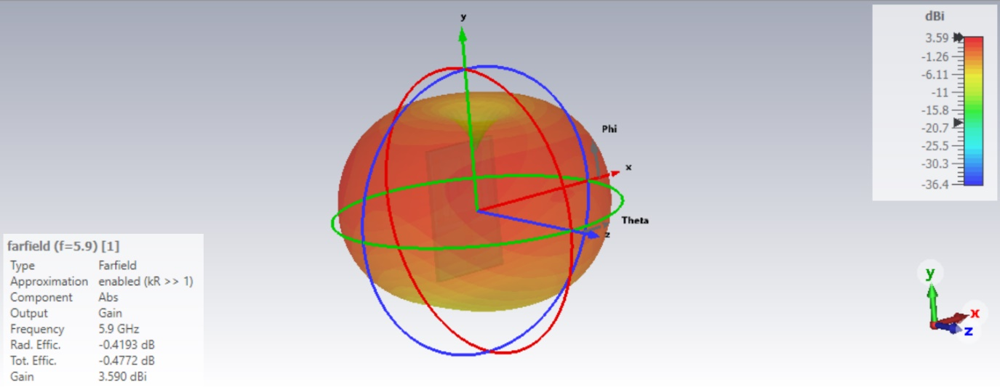 y
dBi
3.59
-1.26
-6.11
-11
-15.8
-20.7
-25.5
-30.3
-36.4
Phi
x
Theta
z
farfield (f=5.9) [1]
Type Farfield
Approximation enabled (kR >> 1)
Component Abs
Output Gain
Frequency 5.9 GHz
Rad. Effic. -0.4193 dB
Tot. Effic. -0.4772 dB
Gain 3.590 dBi
y
x
z